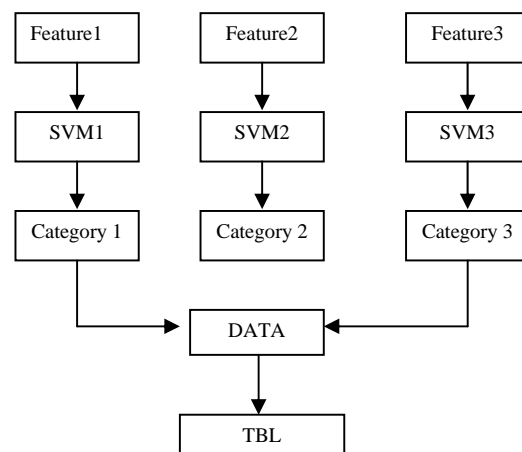 Feature1 Feature2 Feature3
SVM1 SVM2 SVM3
Category 1 Category 2 Category 3
DATA
TBL